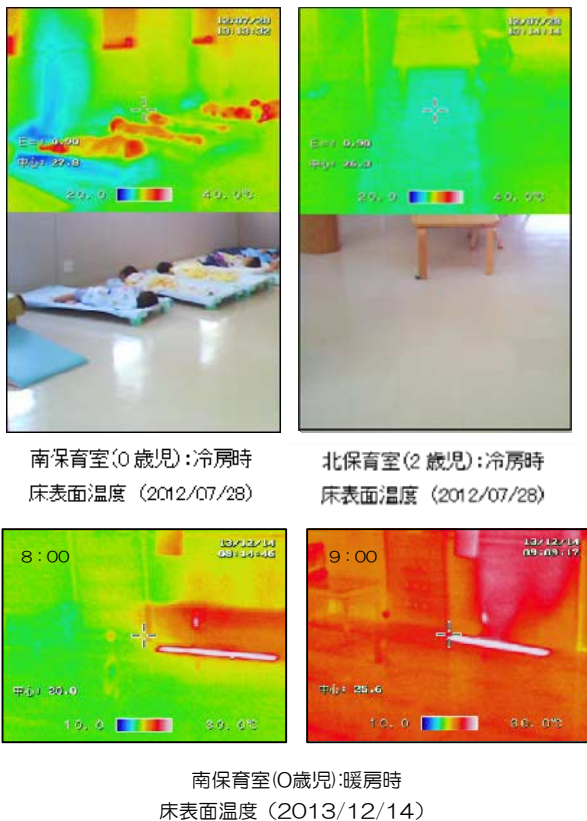 12/07/28
13:13:32
E=: 0.90
中心: 27.8
20.0 40.0℃
12/07/28
13:14:14
E=: 0.90
中心: 26.3
20.0 40.0℃
南保育室(0歳児):冷房時
床表面温度（2012/07/28）
北保育室(2歳児):冷房時
床表面温度（2012/07/28）
8：00
13/12/14
08:14:46
中心: 20.0
10.0 30.0℃
9：00
13/12/14
09:09:17
中心: 25.6
10.0 30.0℃
南保育室(0歳児):暖房時
床表面温度（2013/12/14）